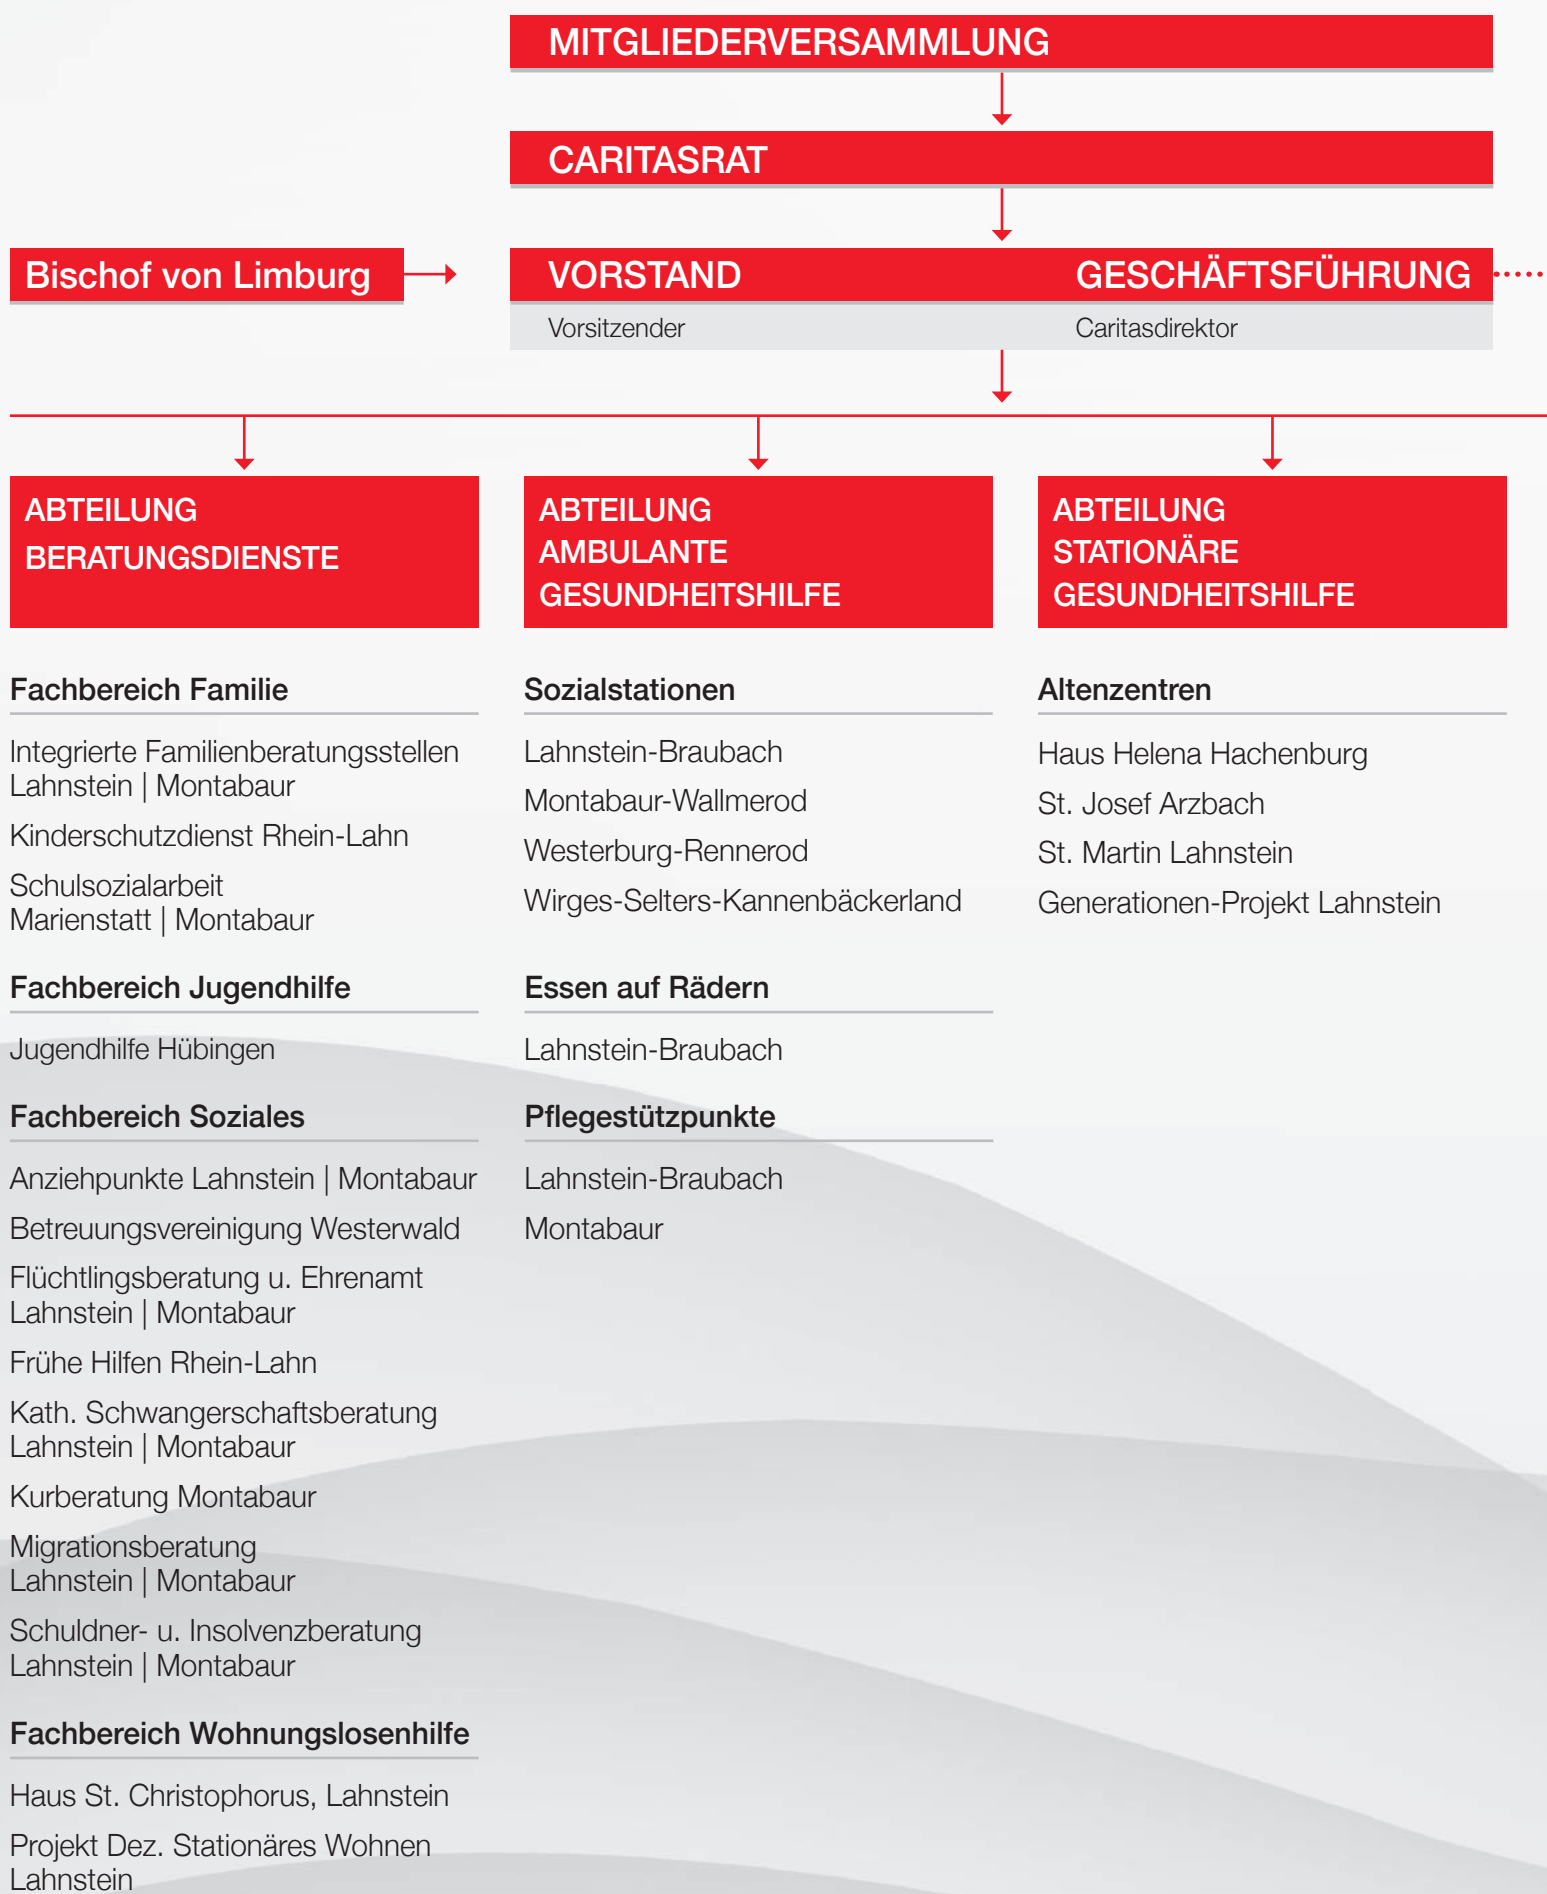 MITGLIEDERVERSAMMLUNG
CARITASRAT
Bischof von Limburg
VORSTAND
GESCHÄFTSFÜHRUNG
Vorsitzender
Caritasdirektor
ABTEILUNG
BERATUNGSDIENSTE
Fachbereich Familie
Integrierte Familienberatungsstellen
Lahnstein | Montabaur
Kinderschutzdienst Rhein-Lahn
Schulsozialarbeit
Marienstatt | Montabaur
Fachbereich Jugendhilfe
Jugendhilfe Hübingen
Fachbereich Soziales
Anziehpunkte Lahnstein | Montabaur
Betreuungsvereinigung Westerwald
Flüchtlingsberatung u. Ehrenamt
Lahnstein | Montabaur
Frühe Hilfen Rhein-Lahn
Kath. Schwangerschaftsberatung
Lahnstein | Montabaur
Kurberatung Montabaur
Migrationsberatung
Lahnstein | Montabaur
Schuldner- u. Insolvenzberatung
Lahnstein | Montabaur
Fachbereich Wohnungslosenhilfe
Haus St. Christophorus, Lahnstein
Projekt Dez. Stationäres Wohnen
Lahnstein
ABTEILUNG
AMBULANTE
GESUNDHEITSHILFE
Sozialstationen
Lahnstein-Braubach
Montabaur-Wallmerod
Westerburg-Rennerod
Wirges-Selters-Kannenbäckerland
Essen auf Rädern
Lahnstein-Braubach
Pflegestützpunkte
Lahnstein-Braubach
Montabaur
ABTEILUNG
STATIONÄRE
GESUNDHEITSHILFE
Altenzentren
Haus Helena Hachenburg
St. Josef Arzbach
St. Martin Lahnstein
Generationen-Projekt Lahnstein